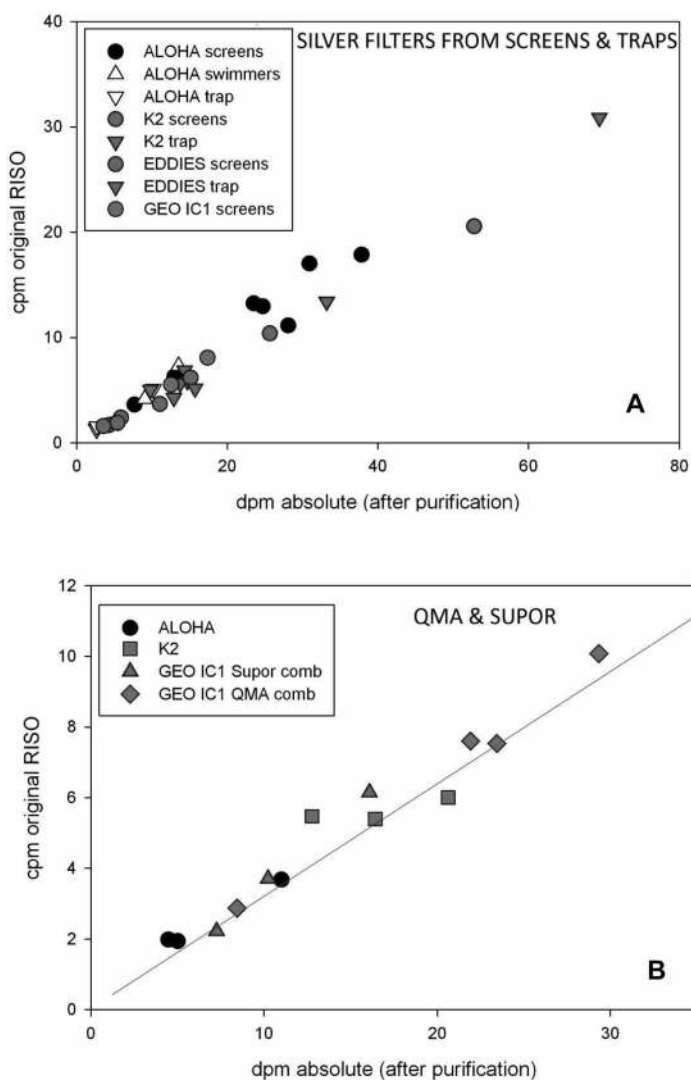 SILVER FILTERS FROM SCREENS & TRAPS
ALOHA screens
ALOHA swimmers
ALOHA trap
K2 screens
K2 trap
EDDIES screens
EDDIES trap
GEO IC1 screens
40
30
20
10
0
cpm original RISO
A
0 20 40 60 80
dpm absolute (after purification)
QMA & SUPOR
ALOHA
K2
GEO IC1 Supor comb
GEO IC1 QMA comb
12
10
8
6
4
2
0
cpm original RISO
B
0 10 20 30
dpm absolute (after purification)